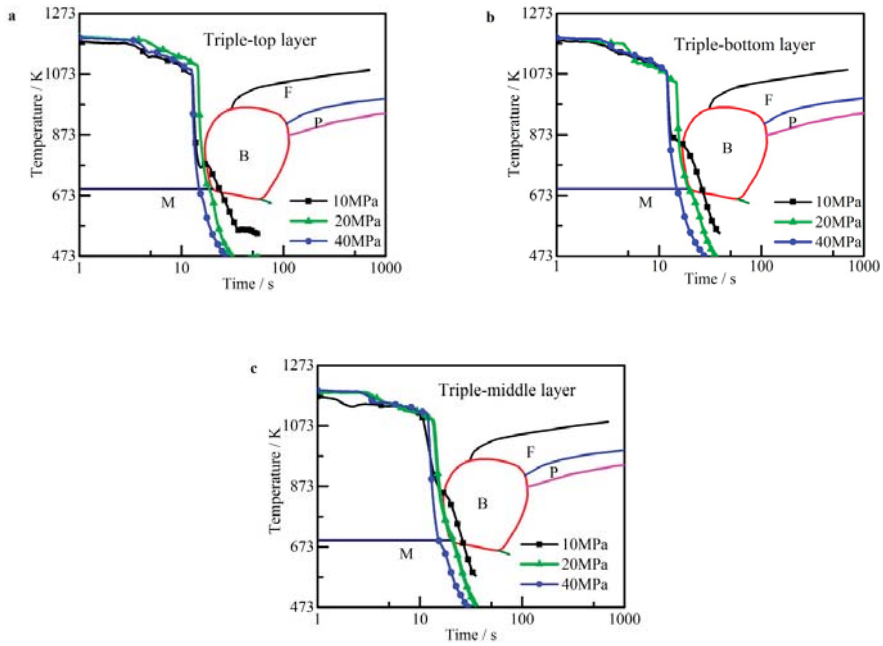 a
Triple-top layer
Temperature / K
1273
1073
873
673
473
F
P
B
M
10MPa
20MPa
40MPa
1
10
100
1000
Time / s
b
Triple-bottom layer
Temperature / K
1273
1073
873
673
473
F
P
B
M
10MPa
20MPa
40MPa
1
10
100
1000
Time / s
c
Triple-middle layer
Temperature / K
1273
1073
873
673
473
F
P
B
M
10MPa
20MPa
40MPa
1
10
100
1000
Time / s